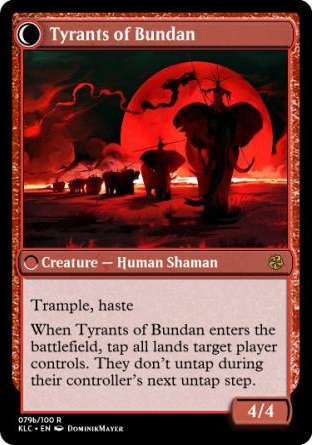 Tyrants of Bundan
Creature — Human Shaman
Trample, haste
When Tyrants of Bundan enters the
battlefield, tap all lands target player
controls. They don't untap during
their controller's next untap step.
079b/100 R
KLC • EN DominikMayer
4/4